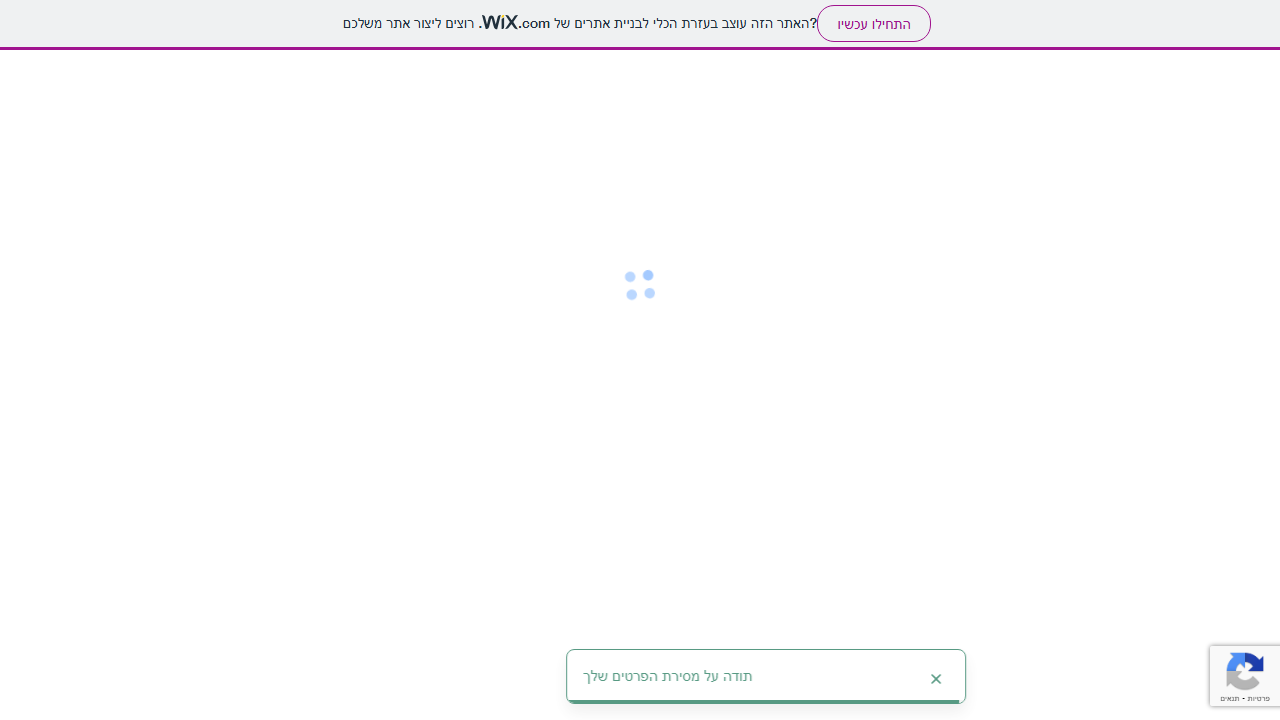 האתר הזה עוצב בעזרת הכלי לבניית אתרים של WIX.com. רוצים ליצור אתר משלכם?
התחילו עכשיו
תודה על מסירת הפרטים שלך
פרטיות - תנאים